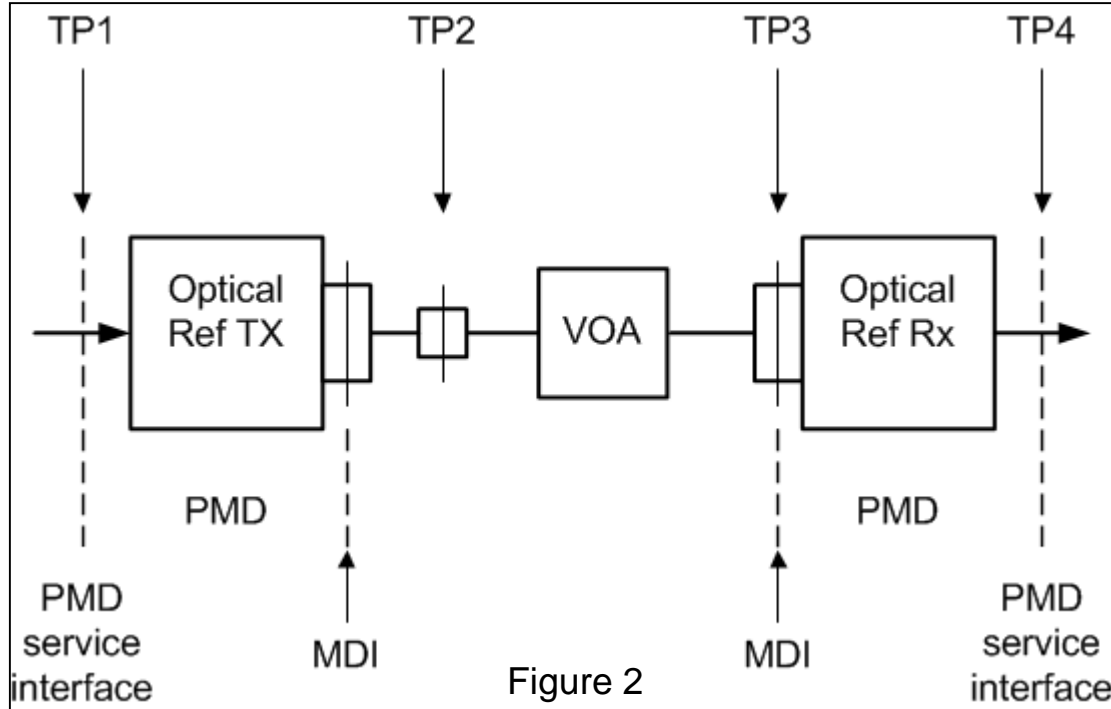 TP1
TP2
TP3
TP4
Optical
Ref TX
VOA
Optical
Ref Rx
PMD
PMD
PMD
service
interface
MDI
MDI
PMD
service
interface
Figure 2